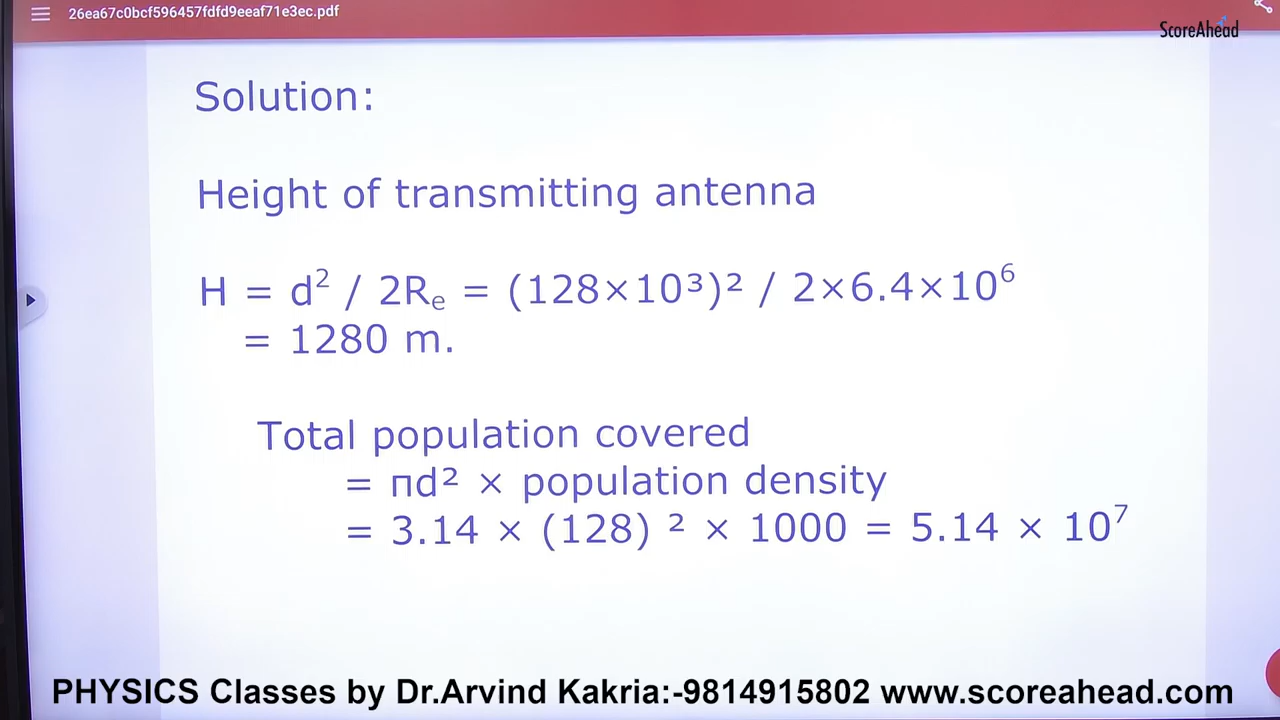 26ea67c0bcf596457fdfd9eeaf71e3ec.pdf
ScoreAhead
Solution:
Height of transmitting antenna
H = d² / 2Rₑ = (128×10³)² / 2×6.4×10⁶
= 1280 m.
Total population covered
= πd² × population density
= 3.14 × (128) ² × 1000 = 5.14 × 10⁷
PHYSICS Classes by Dr.Arvind Kakria:-9814915802 www.scoreahead.com